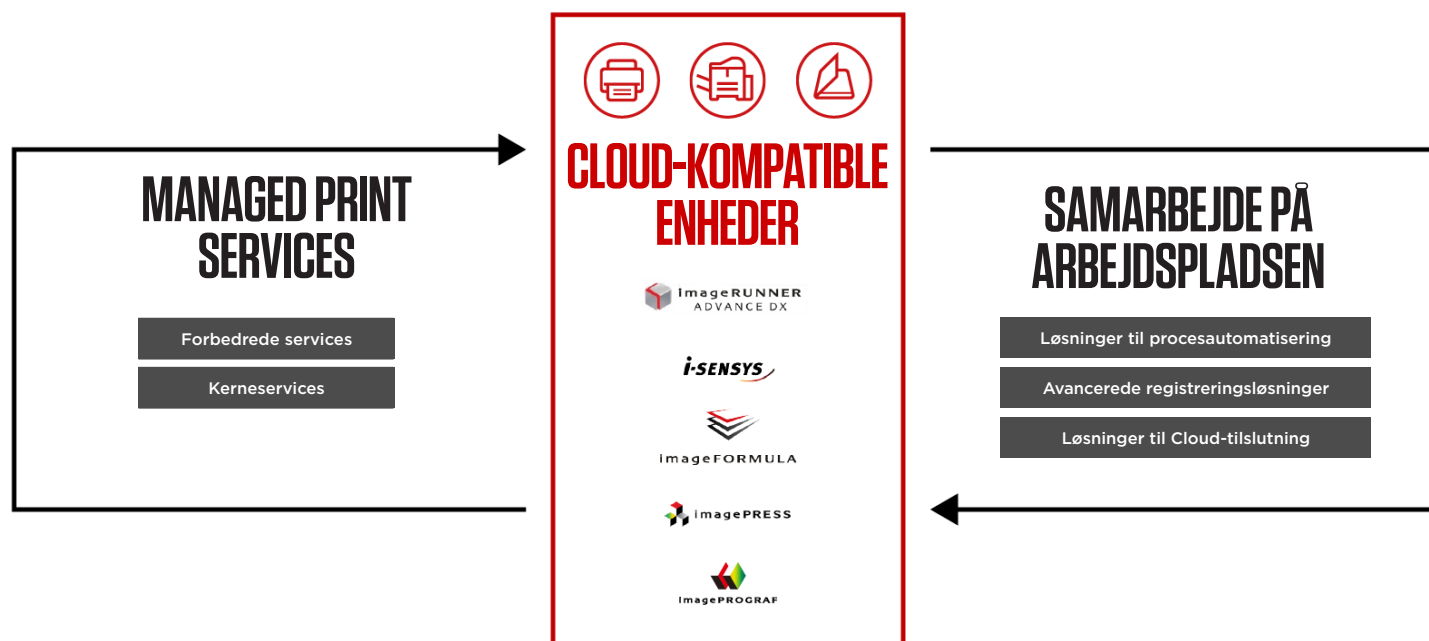 MANAGED PRINT
SERVICES
Forbedrede services
Kerneservices
CLOUD-KOMPATIBLE
ENHEDER
imageRUNNER
ADVANCE DX
i-SENSYS
imageFORMULA
imagePRESS
imagePROGRAF
SAMARBEJDE PÅ
ARBEJDSPLADSEN
Løsninger til procesautomatisering
Avancerede registreringsløsninger
Løsninger til Cloud-tilslutning